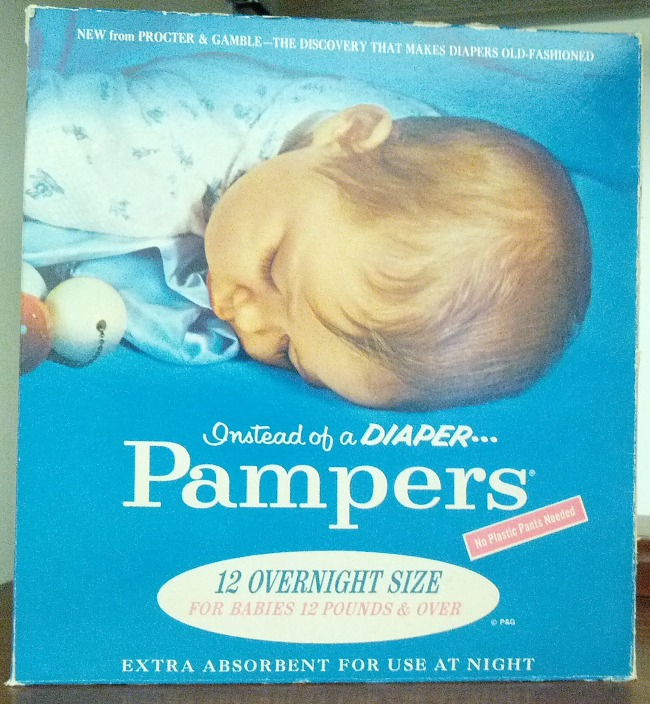 NEW from PROCTER & GAMBLE—THE DISCOVERY THAT MAKES DIAPERS OLD-FASHIONED
Instead of a DIAPER...
Pampers®
No Plastic Pants Needed
12 OVERNIGHT SIZE
FOR BABIES 12 POUNDS & OVER
© P&G
EXTRA ABSORBENT FOR USE AT NIGHT